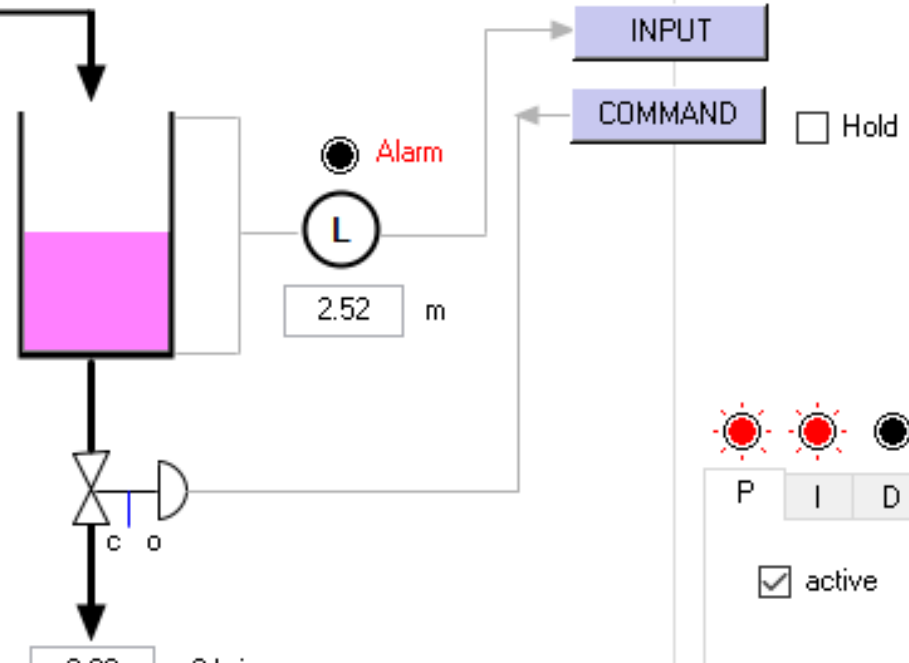 INPUT
COMMAND
Hold
Alarm
L
2.52 m
P I D
c o
active